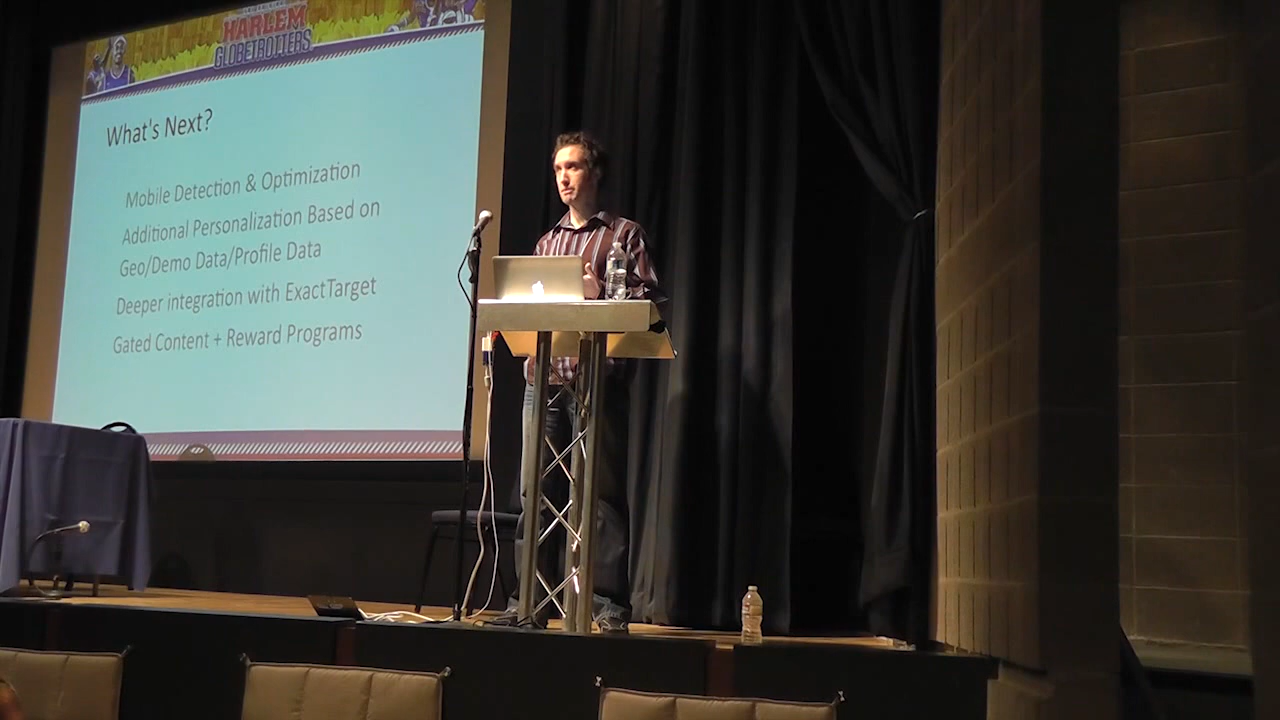 HARLEM
GLOBETROTTERS
What's Next?
Mobile Detection & Optimization
Additional Personalization Based on
Geo/Demo Data/Profile Data
Deeper integration with ExactTarget
Gated Content + Reward Programs